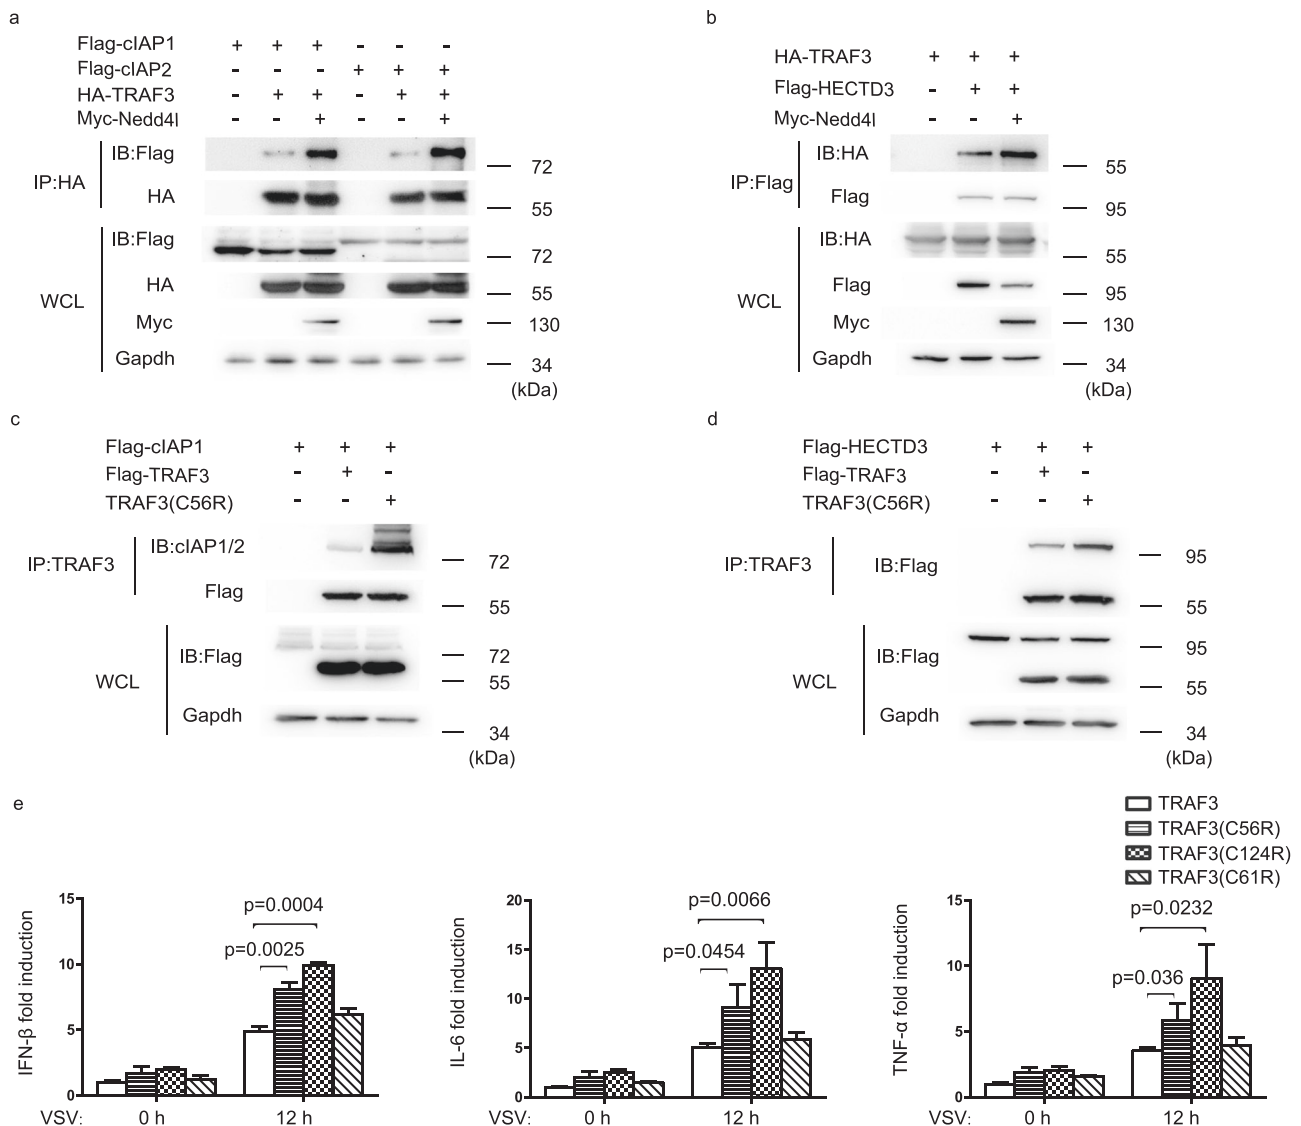 a
Flag-cIAP1 + + + - - -
Flag-cIAP2 - - - + + +
HA-TRAF3 - + + - + +
Myc-Nedd4l - - + - - +
IP:HA
IB:Flag 72
HA 55
WCL
IB:Flag 72
HA 55
Myc 130
Gapdh 34
(kDa)
b
HA-TRAF3 + + +
Flag-HECTD3 - + +
Myc-Nedd4l - - +
IP:Flag
IB:HA 55
Flag 95
WCL
IB:HA 55
Flag 95
Myc 130
Gapdh 34
(kDa)
c
Flag-cIAP1 + + +
Flag-TRAF3 - + -
TRAF3(C56R) - - +
IP:TRAF3
IB:cIAP1/2 72
Flag 55
WCL
IB:Flag 72
55
Gapdh 34
(kDa)
d
Flag-HECTD3 + + +
Flag-TRAF3 - + -
TRAF3(C56R) - - +
IP:TRAF3
IB:Flag 95
55
WCL
IB:Flag 95
55
Gapdh 34
(kDa)
e
TRAF3
TRAF3(C56R)
TRAF3(C124R)
TRAF3(C61R)
IFN-β fold induction
15
10
5
0
p=0.0004
p=0.0025
VSV: 0 h 12 h
IL-6 fold induction
20
15
10
5
0
p=0.0066
p=0.0454
VSV: 0 h 12 h
TNF-α fold induction
15
10
5
0
p=0.0232
p=0.036
VSV: 0 h 12 h